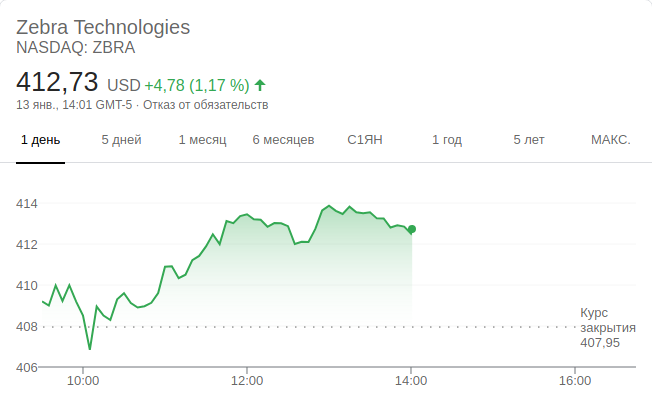 Zebra Technologies
NASDAQ: ZBRA
412,73 USD +4,78 (1,17 %)
13 янв., 14:01 GMT-5 · Отказ от обязательств
1 день 5 дней 1 месяц 6 месяцев С1ЯН 1 год 5 лет МАКС.
414
412
410
408
406
Курс
закрытия
407,95
10:00 12:00 14:00 16:00